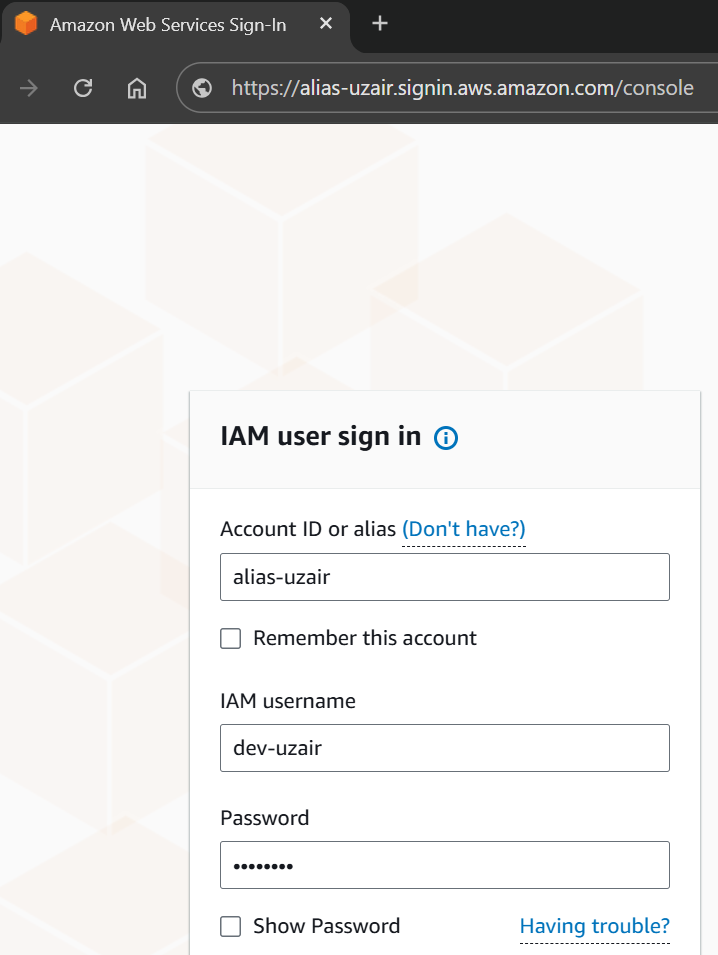 Amazon Web Services Sign-In
https://alias-uzair.signin.aws.amazon.com/console
IAM user sign in
Account ID or alias (Don't have?)
alias-uzair
Remember this account
IAM username
dev-uzair
Password
••••••••
Show Password Having trouble?